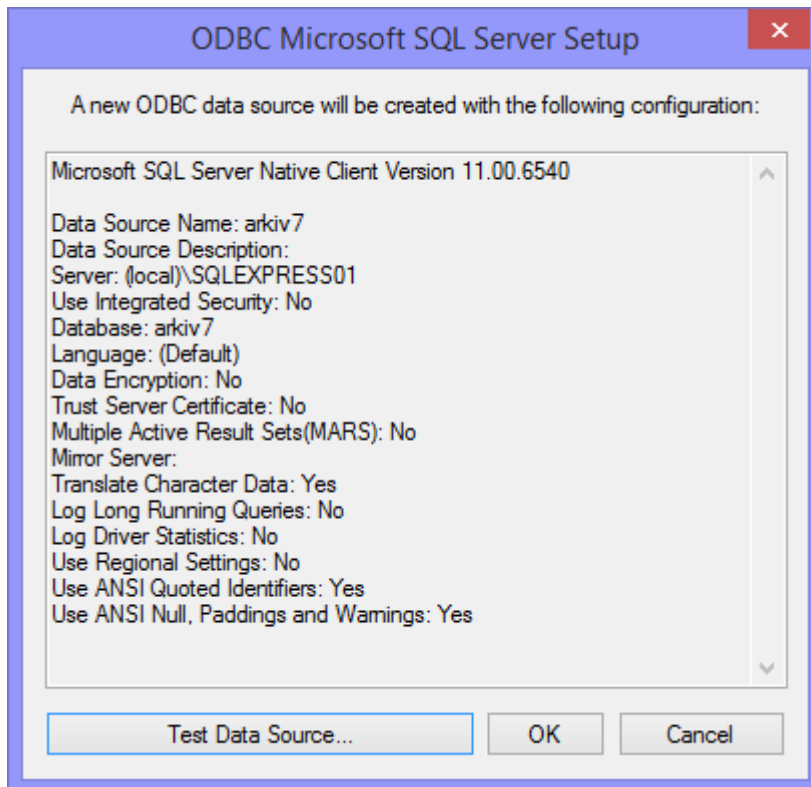 ODBC Microsoft SQL Server Setup
A new ODBC data source will be created with the following configuration:
Microsoft SQL Server Native Client Version 11.00.6540
Data Source Name: arkiv7
Data Source Description:
Server: (local)\SQLEXPRESS01
Use Integrated Security: No
Database: arkiv7
Language: (Default)
Data Encryption: No
Trust Server Certificate: No
Multiple Active Result Sets(MARS): No
Mirror Server:
Translate Character Data: Yes
Log Long Running Queries: No
Log Driver Statistics: No
Use Regional Settings: No
Use ANSI Quoted Identifiers: Yes
Use ANSI Null, Paddings and Warnings: Yes
Test Data Source... OK Cancel